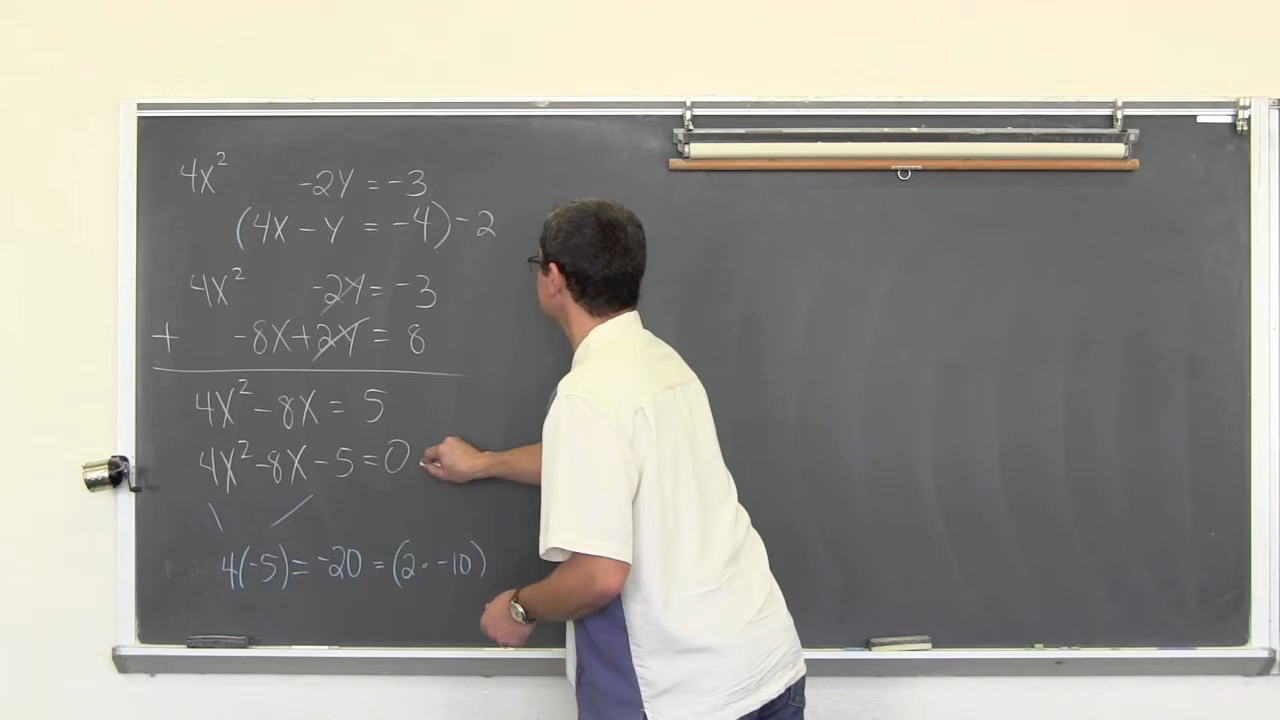 4X² -2Y = -3
(4X - Y = -4) - 2
4X² -2Y = -3
+ -8X + 2Y = 8
4X² - 8X = 5
4X² - 8X - 5 = 0
4(-5) = -20 = (2 · -10)